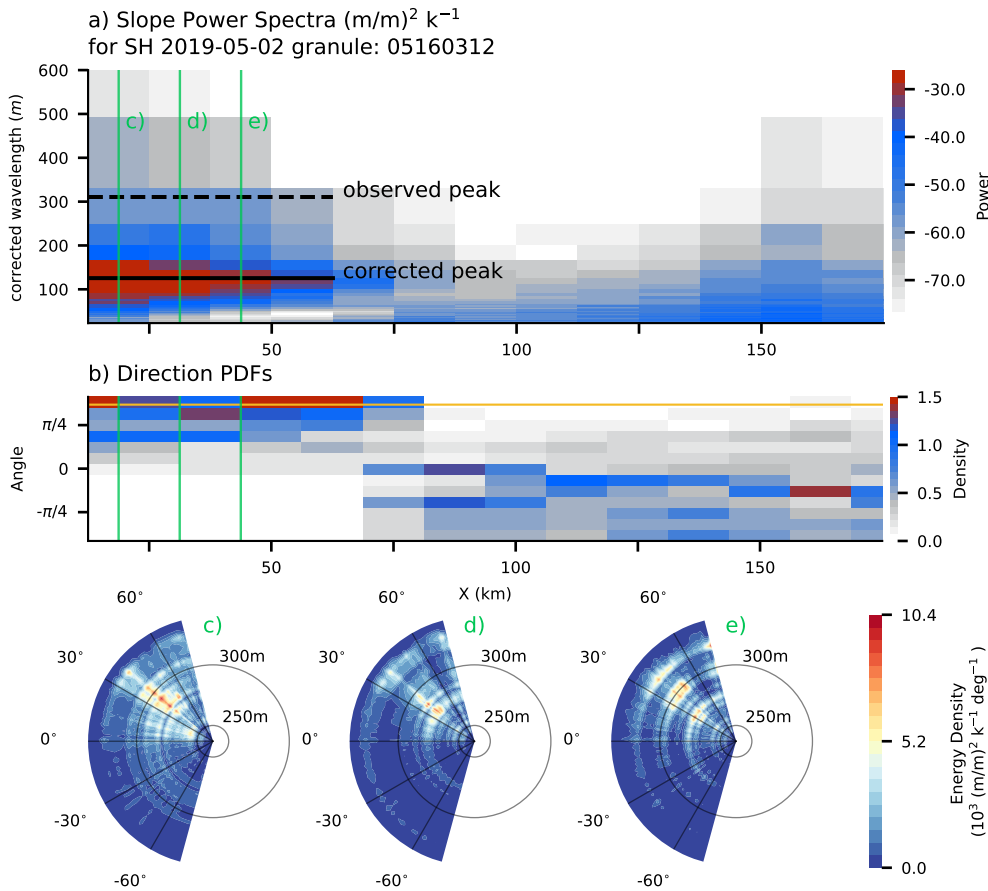 a) Slope Power Spectra (m/m)² k⁻¹
for SH 2019-05-02 granule: 05160312
600
500
400
300
200
100
corrected wavelength (m)
c)
d)
e)
observed peak
corrected peak
50
100
150
-30.0
-40.0
-50.0
-60.0
-70.0
Power
b) Direction PDFs
π/4
0
-π/4
Angle
50
100
150
X (km)
1.5
1.0
0.5
0.0
Density
60°
30°
0°
-30°
-60°
c)
300m
250m
60°
30°
0°
-30°
-60°
d)
300m
250m
60°
30°
0°
-30°
-60°
e)
300m
250m
10.4
5.2
0.0
Energy Density
(10³ (m/m)² k⁻¹ deg⁻¹ )